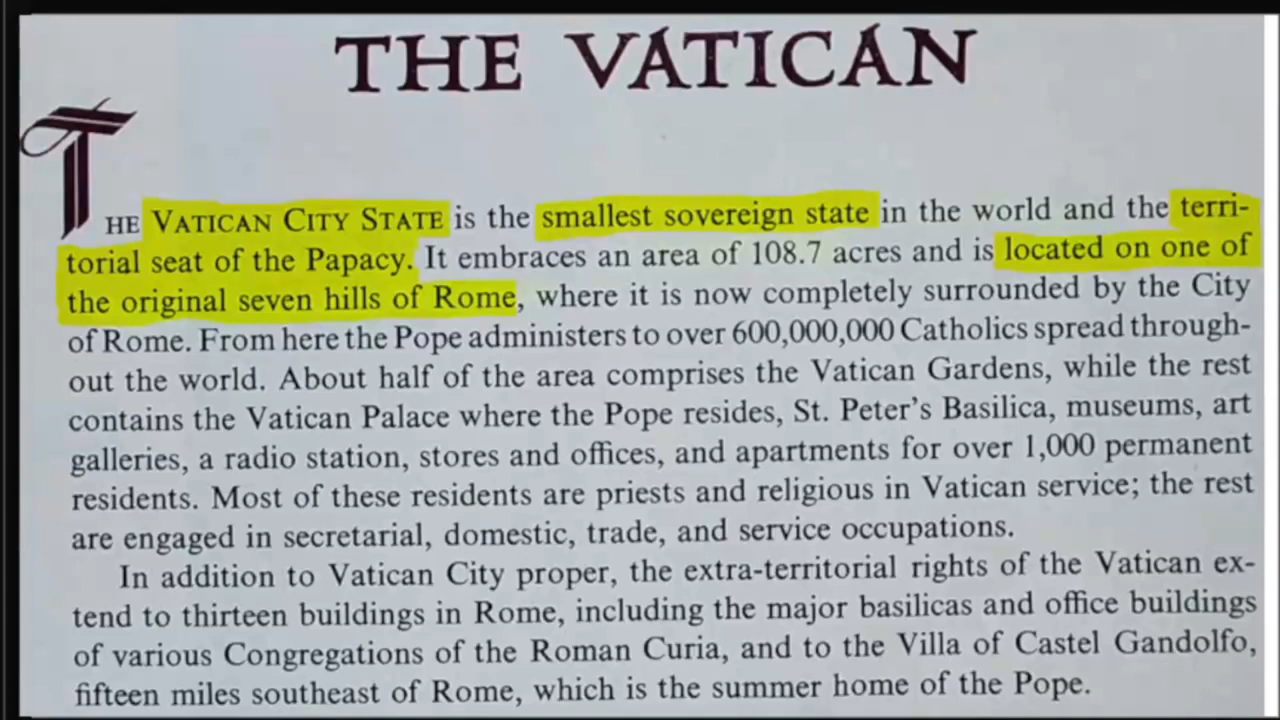 THE VATICAN
THE VATICAN CITY STATE is the smallest sovereign state in the world and the terri-
torial seat of the Papacy. It embraces an area of 108.7 acres and is located on one of
the original seven hills of Rome, where it is now completely surrounded by the City
of Rome. From here the Pope administers to over 600,000,000 Catholics spread through-
out the world. About half of the area comprises the Vatican Gardens, while the rest
contains the Vatican Palace where the Pope resides, St. Peter's Basilica, museums, art
galleries, a radio station, stores and offices, and apartments for over 1,000 permanent
residents. Most of these residents are priests and religious in Vatican service; the rest
are engaged in secretarial, domestic, trade, and service occupations.
In addition to Vatican City proper, the extra-territorial rights of the Vatican ex-
tend to thirteen buildings in Rome, including the major basilicas and office buildings
of various Congregations of the Roman Curia, and to the Villa of Castel Gandolfo,
fifteen miles southeast of Rome, which is the summer home of the Pope.